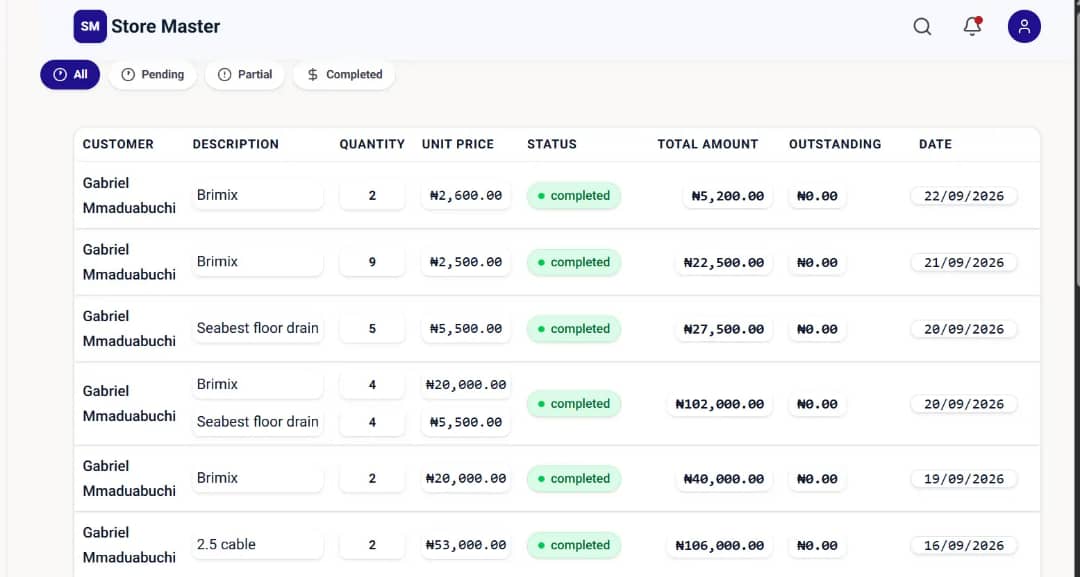 SM Store Master
All Pending Partial Completed
CUSTOMER DESCRIPTION QUANTITY UNIT PRICE STATUS TOTAL AMOUNT OUTSTANDING DATE
Gabriel Mmaduabuchi Brimix 2 ₦2,600.00 completed ₦5,200.00 ₦0.00 22/09/2026
Gabriel Mmaduabuchi Brimix 9 ₦2,500.00 completed ₦22,500.00 ₦0.00 21/09/2026
Gabriel Mmaduabuchi Seabest floor drain 5 ₦5,500.00 completed ₦27,500.00 ₦0.00 20/09/2026
Gabriel Mmaduabuchi Brimix 4 ₦20,000.00 completed ₦102,000.00 ₦0.00 20/09/2026
Seabest floor drain 4 ₦5,500.00
Gabriel Mmaduabuchi Brimix 2 ₦20,000.00 completed ₦40,000.00 ₦0.00 19/09/2026
Gabriel Mmaduabuchi 2.5 cable 2 ₦53,000.00 completed ₦106,000.00 ₦0.00 16/09/2026